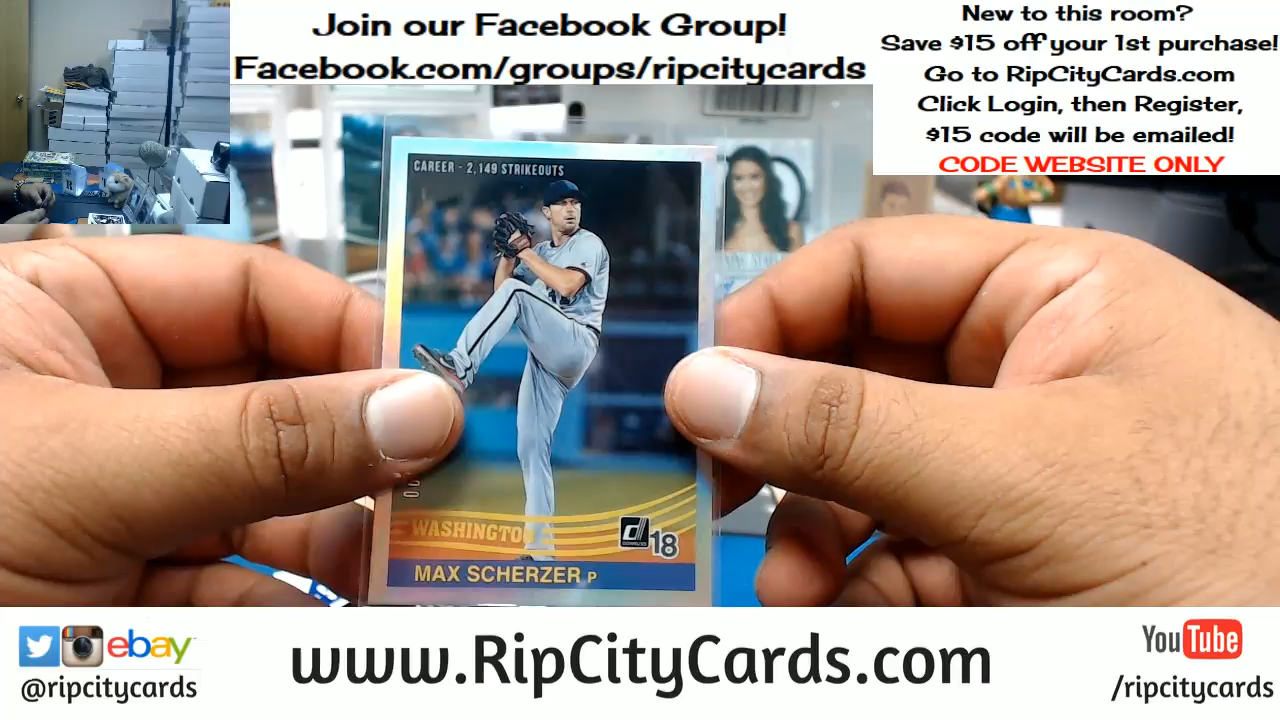 Join our Facebook Group!
Facebook.com/groups/ripcitycards
New to this room?
Save $15 off your 1st purchase!
Go to RipCityCards.com
Click Login, then Register,
$15 code will be emailed!
CODE WEBSITE ONLY
CAREER - 2,149 STRIKEOUTS
WASHINGTO
18
MAX SCHERZER P
ebay
@ripcitycards
www.RipCityCards.com
YouTube
/ripcitycards